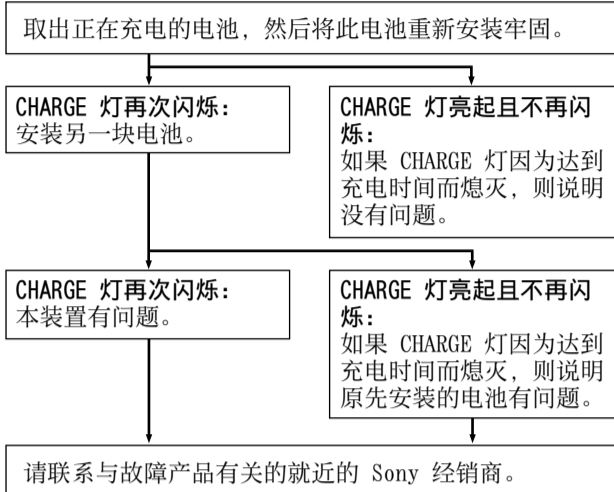 取出正在充电的电池，然后将此电池重新安装牢固。
CHARGE 灯再次闪烁：
安装另一块电池。
CHARGE 灯亮起且不再闪
烁：
如果 CHARGE 灯因为达到
充电时间而熄灭，则说明
没有问题。
CHARGE 灯再次闪烁：
本装置有问题。
CHARGE 灯亮起且不再闪
烁：
如果 CHARGE 灯因为达到
充电时间而熄灭，则说明
原先安装的电池有问题。
请联系与故障产品有关的就近的 Sony 经销商。